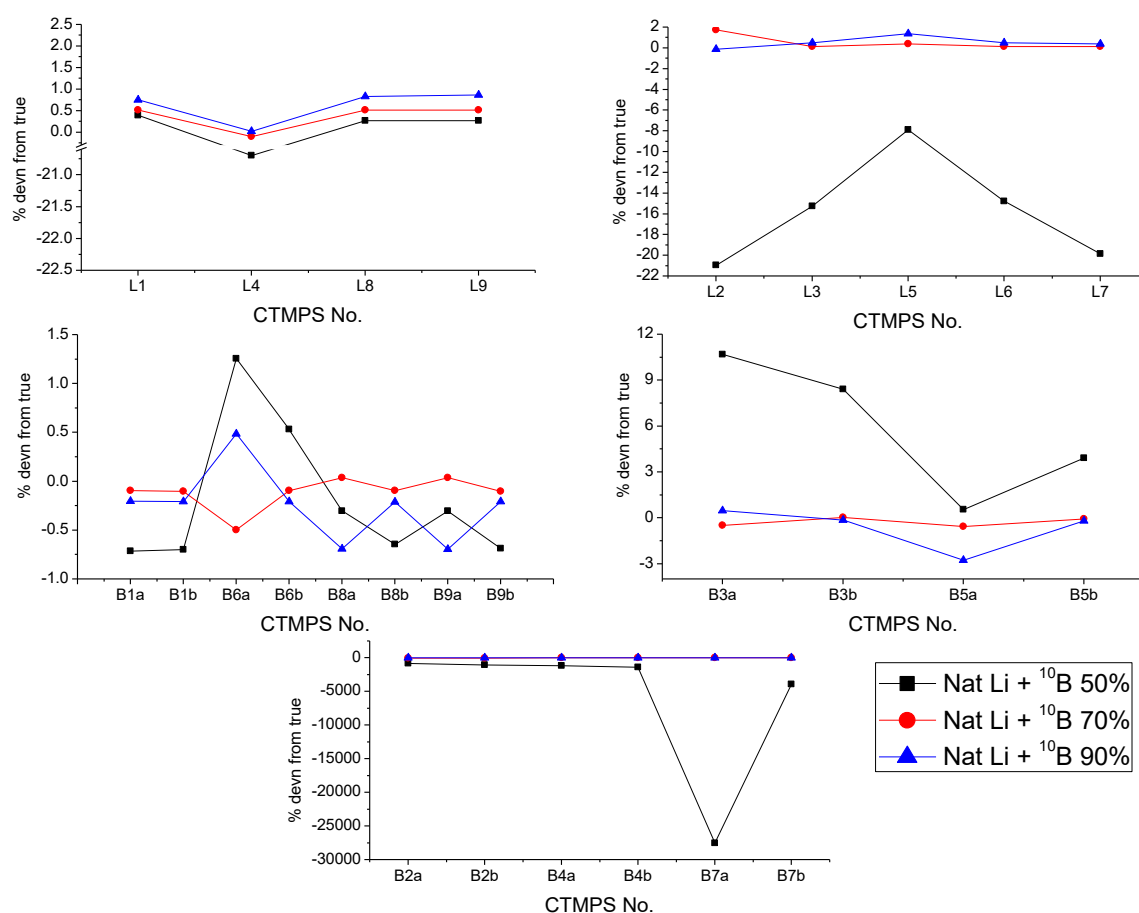 2.5
2.0
1.5
1.0
0.5
0.0
-21.0
-21.5
-22.0
-22.5
% devn from true
L1 L4 L8 L9
CTMPS No.
2
0
-2
-4
-6
-8
-10
-12
-14
-16
-18
-20
-22
% devn from true
L2 L3 L5 L6 L7
CTMPS No.
1.5
1.0
0.5
0.0
-0.5
-1.0
% devn from true
B1a B1b B6a B6b B8a B8b B9a B9b
CTMPS No.
12
9
6
3
0
-3
% devn from true
B3a B3b B5a B5b
CTMPS No.
0
-5000
-10000
-15000
-20000
-25000
-30000
% devn from true
B2a B2b B4a B4b B7a B7b
CTMPS No.
Nat Li + ¹⁰B 50%
Nat Li + ¹⁰B 70%
Nat Li + ¹⁰B 90%